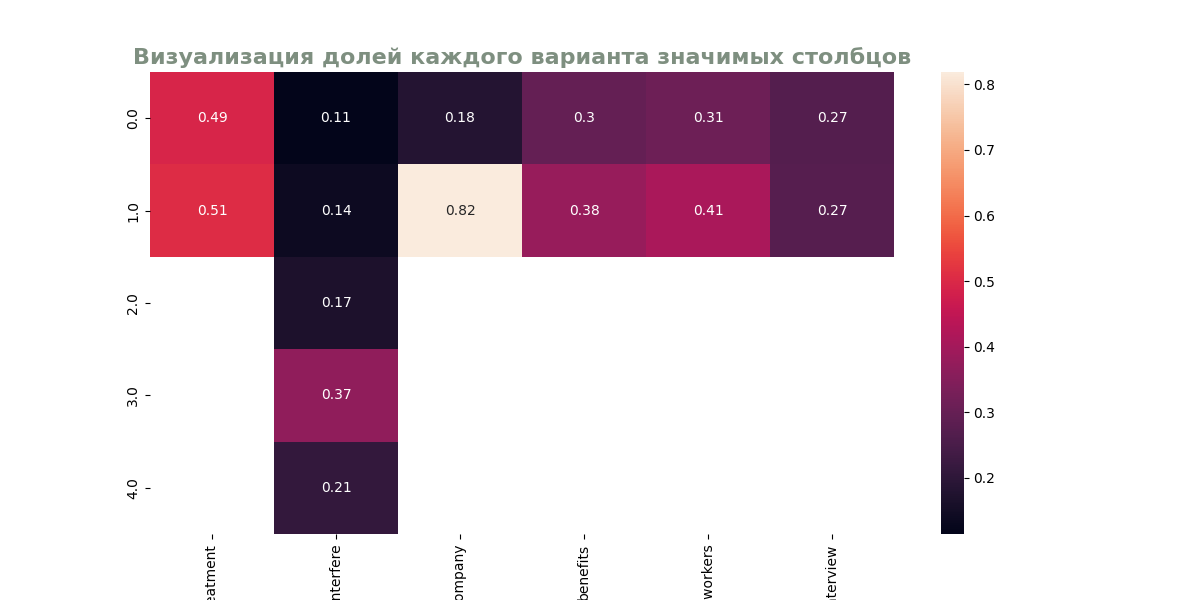 Визуализация долей каждого варианта значимых столбцов
0.0 0.49 0.11 0.18 0.3 0.31 0.27
1.0 0.51 0.14 0.82 0.38 0.41 0.27
2.0 0.17
3.0 0.37
4.0 0.21
eatment nterfere ompany benefits workers terview
0.8
0.7
0.6
0.5
0.4
0.3
0.2